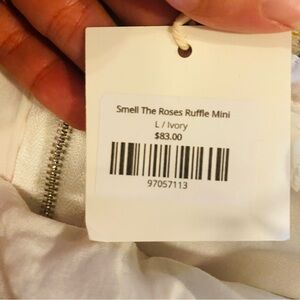 Smell The Roses Ruffle Mini
L / Ivory
$83.00
97057113